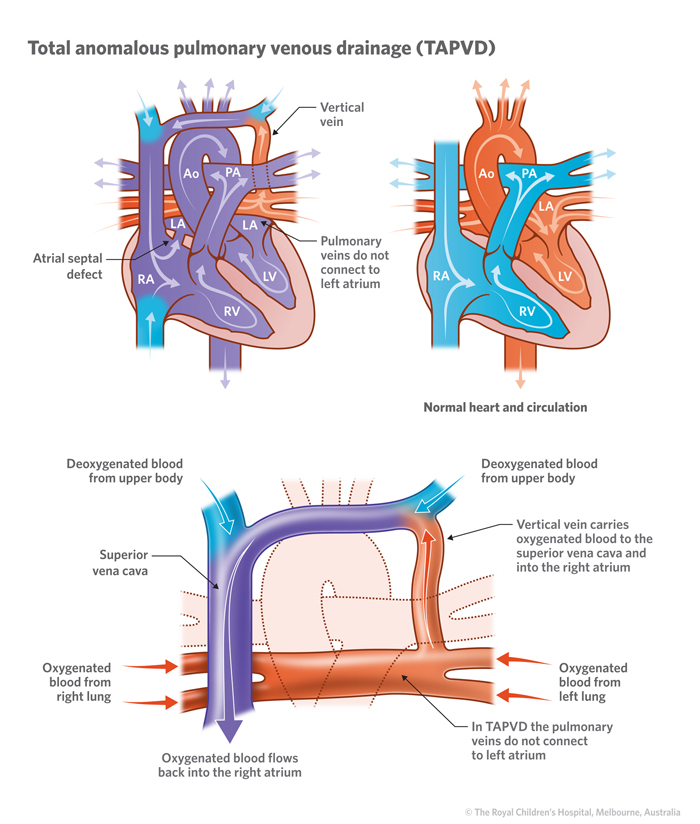 Total anomalous pulmonary venous drainage (TAPVD)
Vertical
vein
Ao
PA
LA
LA
Atrial septal
defect
Pulmonary
veins do not
connect to
left atrium
RA
LV
RV
Ao
PA
LA
RA
LV
RV
Normal heart and circulation
Deoxygenated blood
from upper body
Deoxygenated blood
from upper body
Vertical vein carries
oxygenated blood to the
superior vena cava and
into the right atrium
Superior
vena cava
Oxygenated
blood from
right lung
Oxygenated
blood from
left lung
In TAPVD the pulmonary
veins do not connect
to left atrium
Oxygenated blood flows
back into the right atrium
© The Royal Children's Hospital, Melbourne, Australia